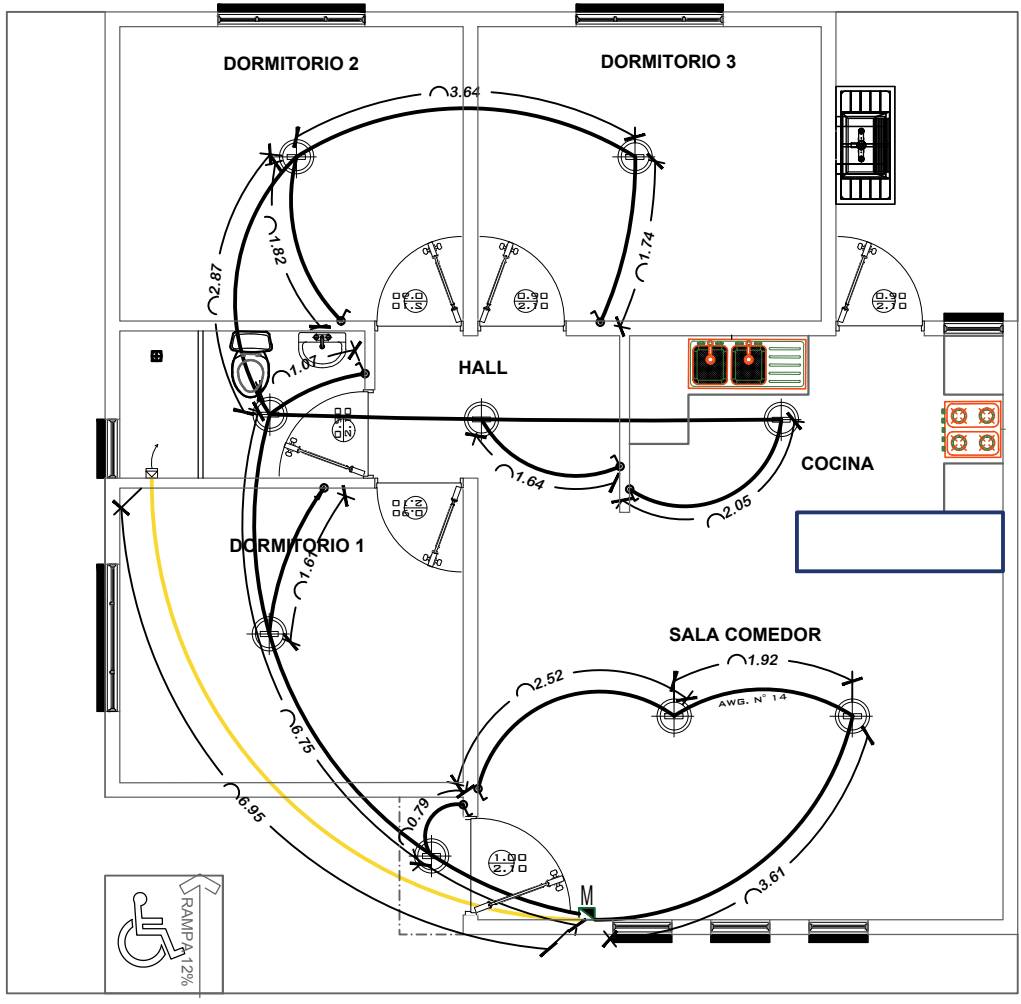 DORMITORIO 2
DORMITORIO 3
3.64
1.82
1.74
2.87
1.07
HALL
1.64
COCINA
2.05
DORMITORIO 1
1.61
SALA COMEDOR
2.52
1.92
AWG. N° 14
6.75
6.95
0.79
3.61
M
RAMPA 12%